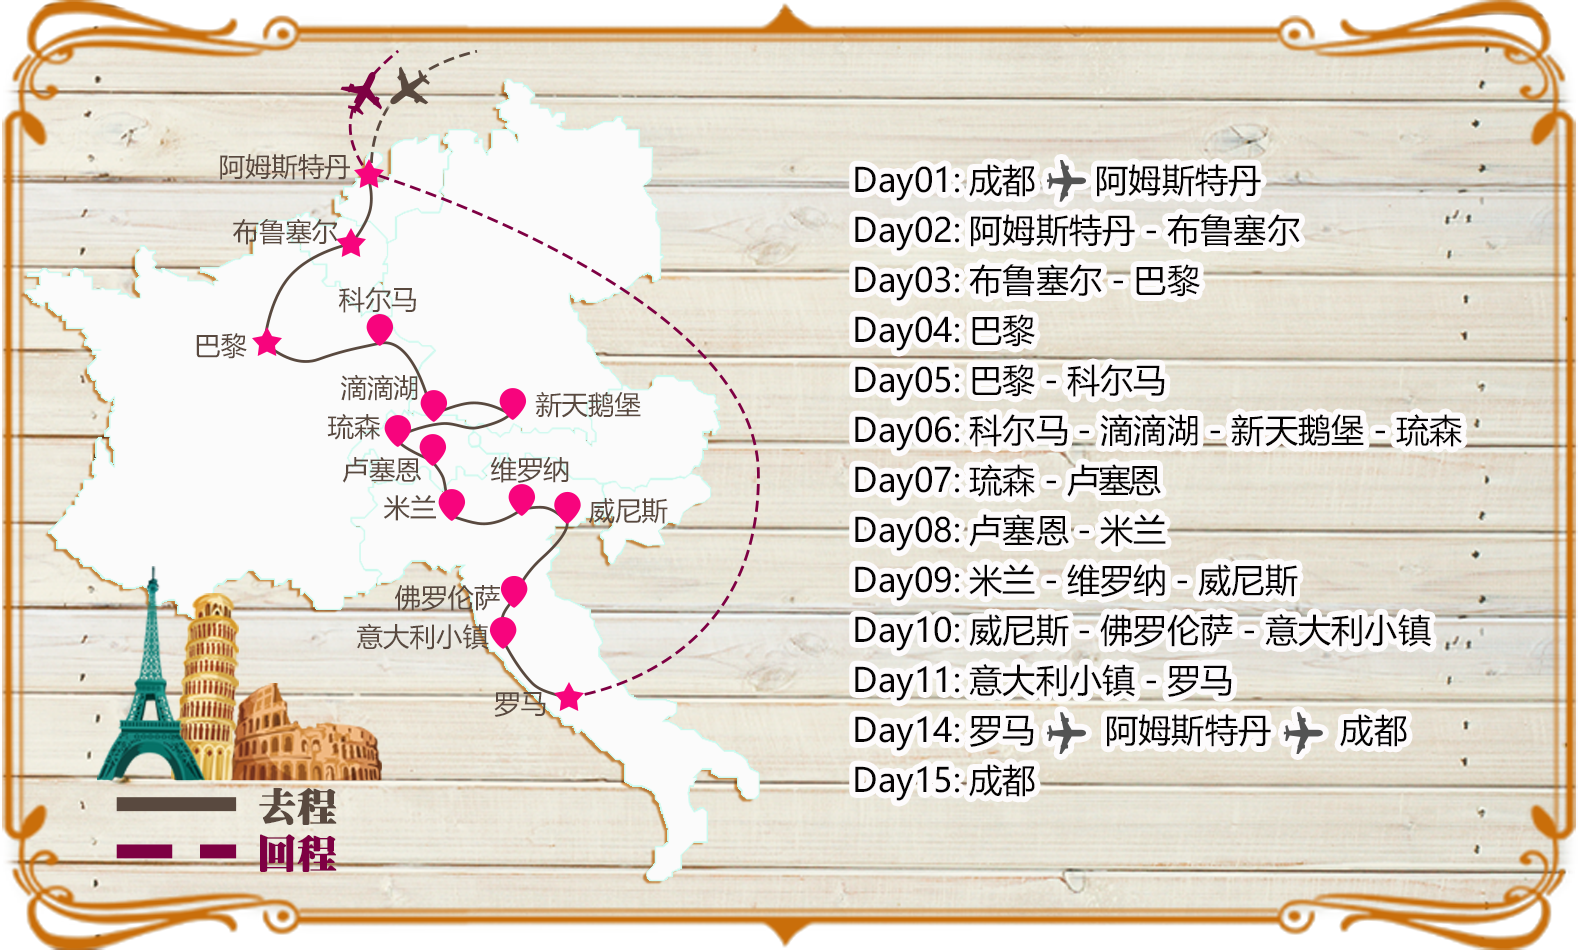 阿姆斯特丹
布鲁塞尔
科尔马
巴黎
滴滴湖
新天鹅堡
琉森
卢塞恩
维罗纳
米兰
威尼斯
佛罗伦萨
意大利小镇
罗马
去程
回程
Day01: 成都 阿姆斯特丹
Day02: 阿姆斯特丹 - 布鲁塞尔
Day03: 布鲁塞尔 - 巴黎
Day04: 巴黎
Day05: 巴黎 - 科尔马
Day06: 科尔马 - 滴滴湖 - 新天鹅堡 - 琉森
Day07: 琉森 - 卢塞恩
Day08: 卢塞恩 - 米兰
Day09: 米兰 - 维罗纳 - 威尼斯
Day10: 威尼斯 - 佛罗伦萨 - 意大利小镇
Day11: 意大利小镇 - 罗马
Day14: 罗马 阿姆斯特丹 成都
Day15: 成都